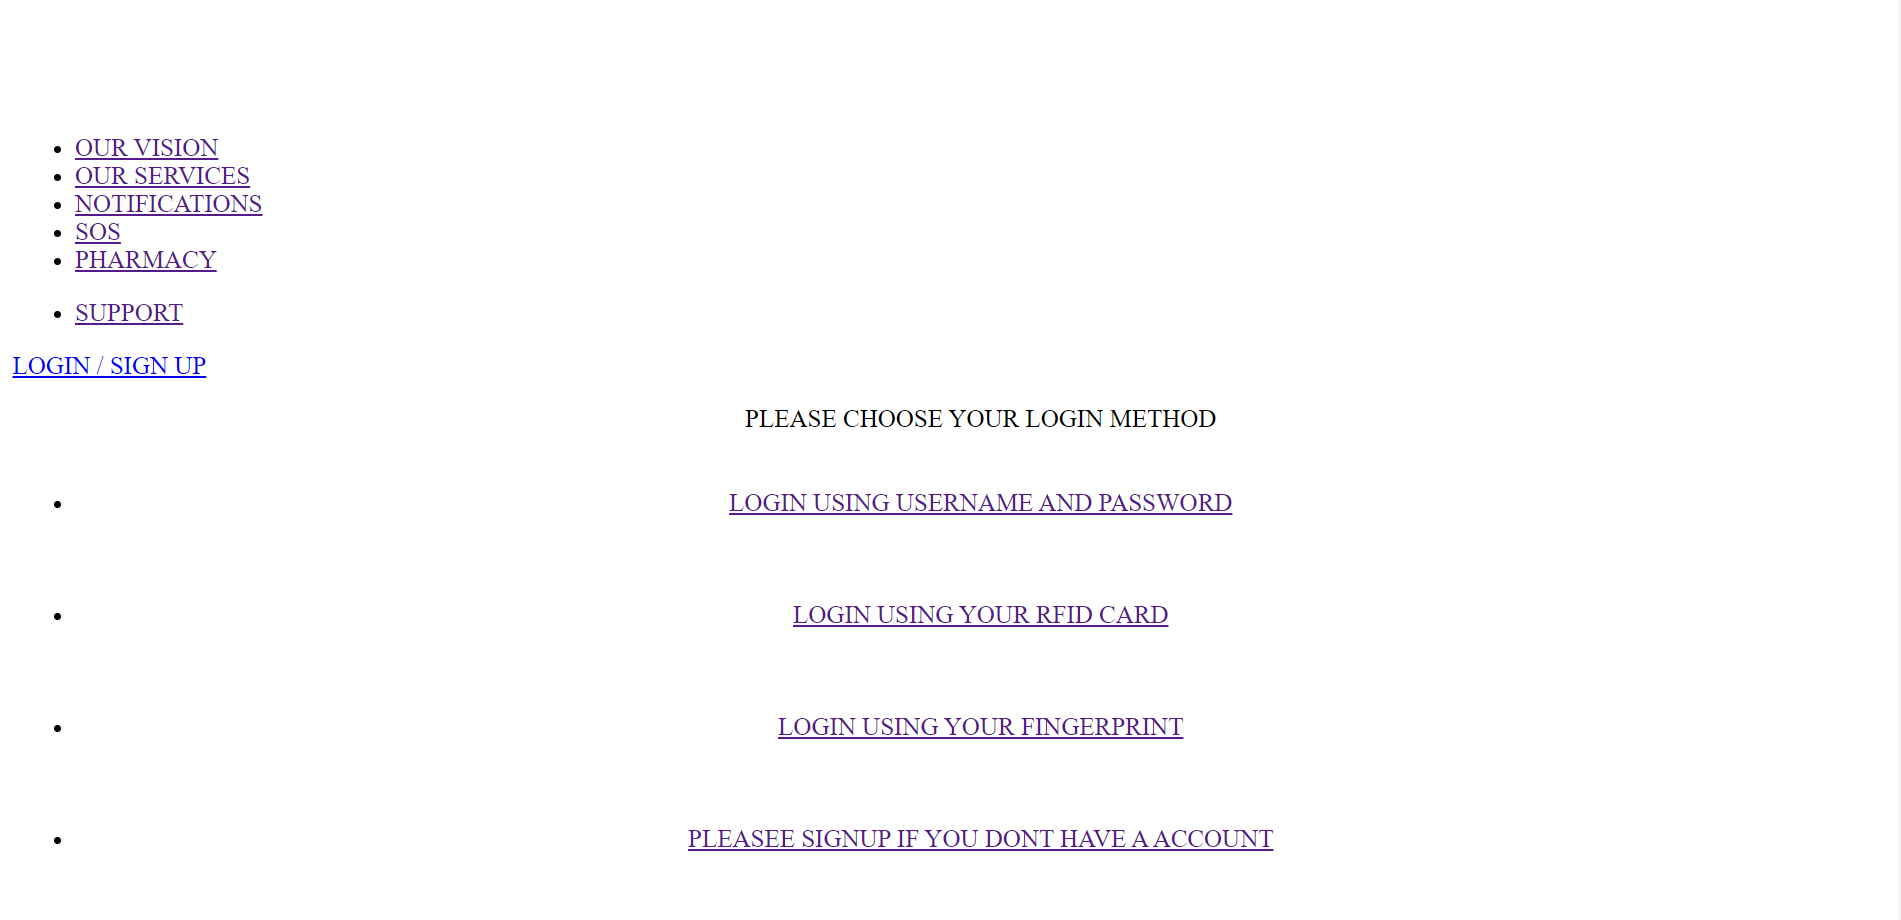 OUR VISION
OUR SERVICES
NOTIFICATIONS
SOS
PHARMACY
SUPPORT
LOGIN / SIGN UP
PLEASE CHOOSE YOUR LOGIN METHOD
LOGIN USING USERNAME AND PASSWORD
LOGIN USING YOUR RFID CARD
LOGIN USING YOUR FINGERPRINT
PLEASEE SIGNUP IF YOU DONT HAVE A ACCOUNT